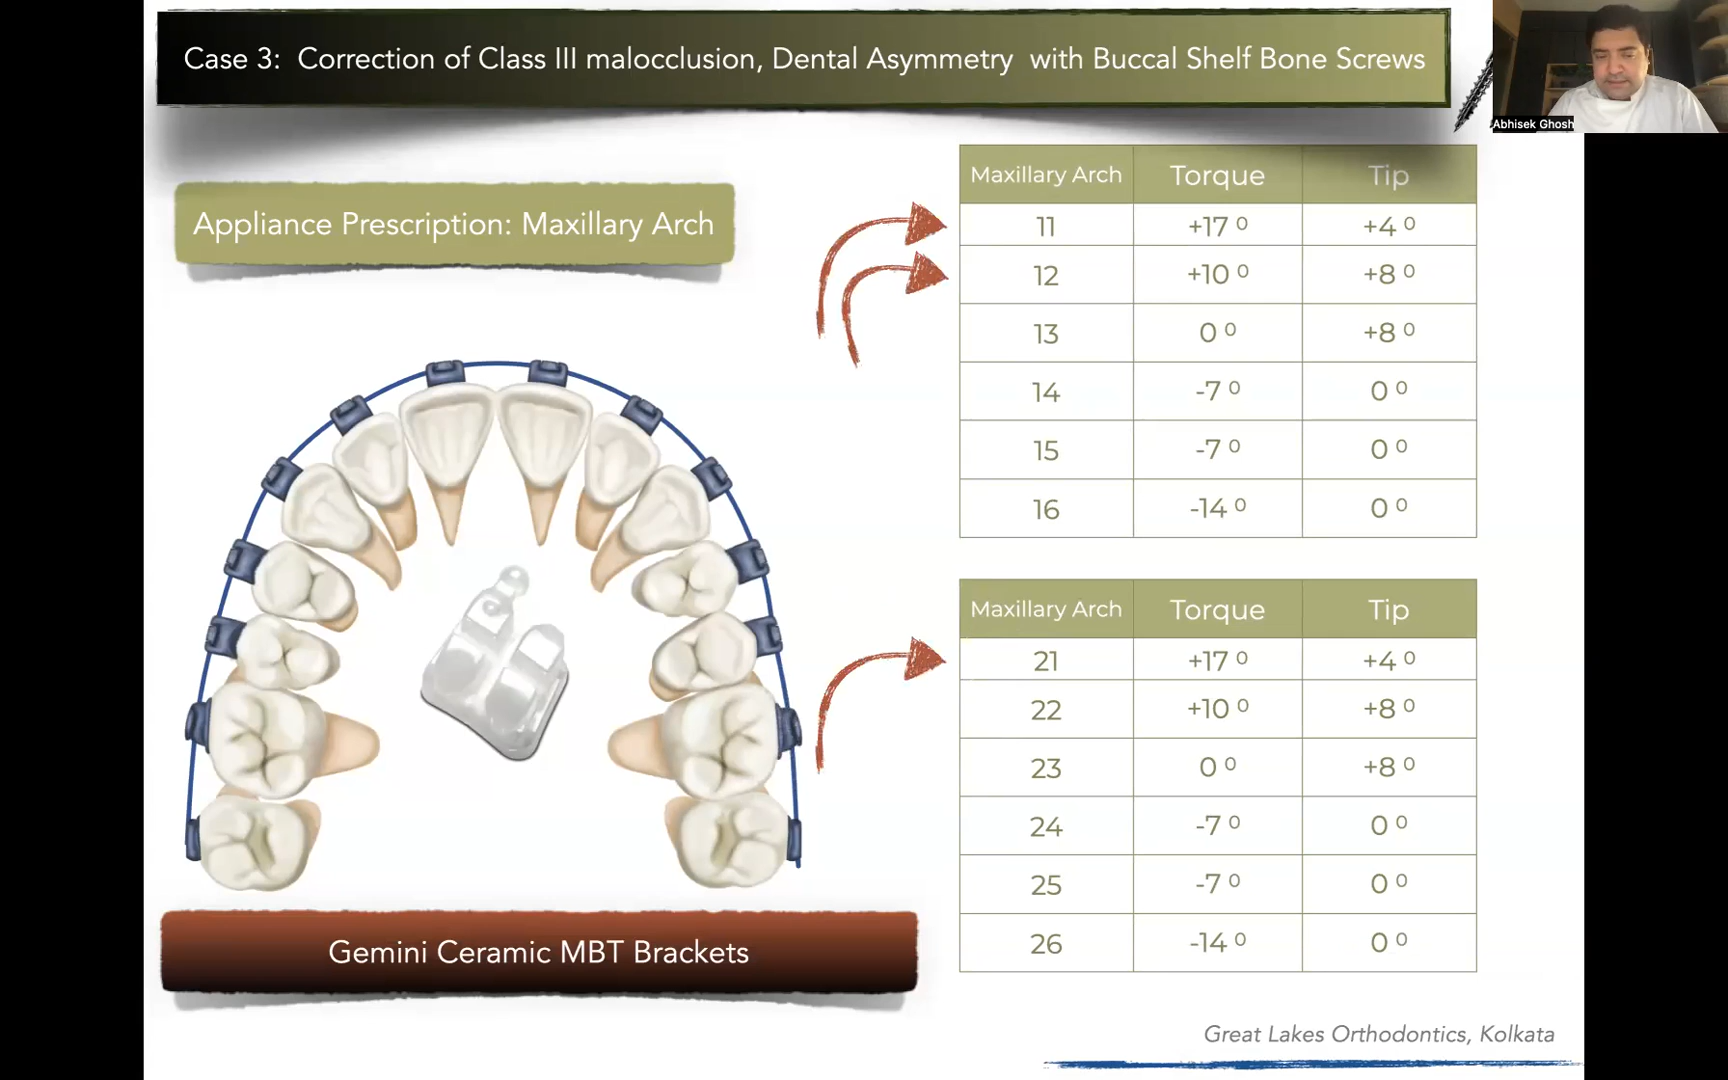 Case 3: Correction of Class III malocclusion, Dental Asymmetry with Buccal Shelf Bone Screws
Abhisek Ghosh
Appliance Prescription: Maxillary Arch
Maxillary Arch Torque Tip
11 +17 ⁰ +4 ⁰
12 +10 ⁰ +8 ⁰
13 0 ⁰ +8 ⁰
14 -7 ⁰ 0 ⁰
15 -7 ⁰ 0 ⁰
16 -14 ⁰ 0 ⁰
Maxillary Arch Torque Tip
21 +17 ⁰ +4 ⁰
22 +10 ⁰ +8 ⁰
23 0 ⁰ +8 ⁰
24 -7 ⁰ 0 ⁰
25 -7 ⁰ 0 ⁰
26 -14 ⁰ 0 ⁰
Gemini Ceramic MBT Brackets
Great Lakes Orthodontics, Kolkata